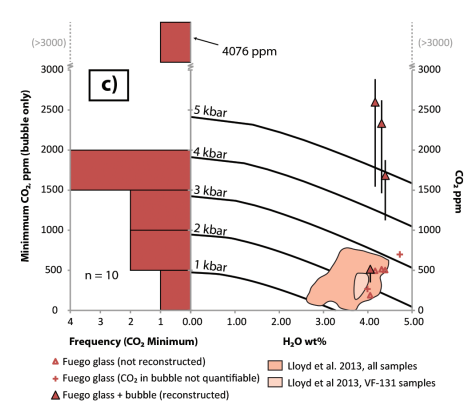 (>3000)
4076 ppm
(>3000)
3000
c)
3000
2500
5 kbar
2500
2000
4 kbar
2000
1500
3 kbar
1500
1000
2 kbar
1000
500
n = 10
1 kbar
500
0
0
4 3 2 1 0.00 1.00 2.00 3.00 4.00 5.00
Minimmum CO₂, ppm (bubble only)
CO₂ ppm
Frequency (CO₂ Minimum) H₂O wt%
Fuego glass (not reconstructed)
Fuego glass (CO₂ in bubble not quantifiable)
Fuego glass + bubble (reconstructed)
Lloyd et al. 2013, all samples
Lloyd et al 2013, VF-131 samples